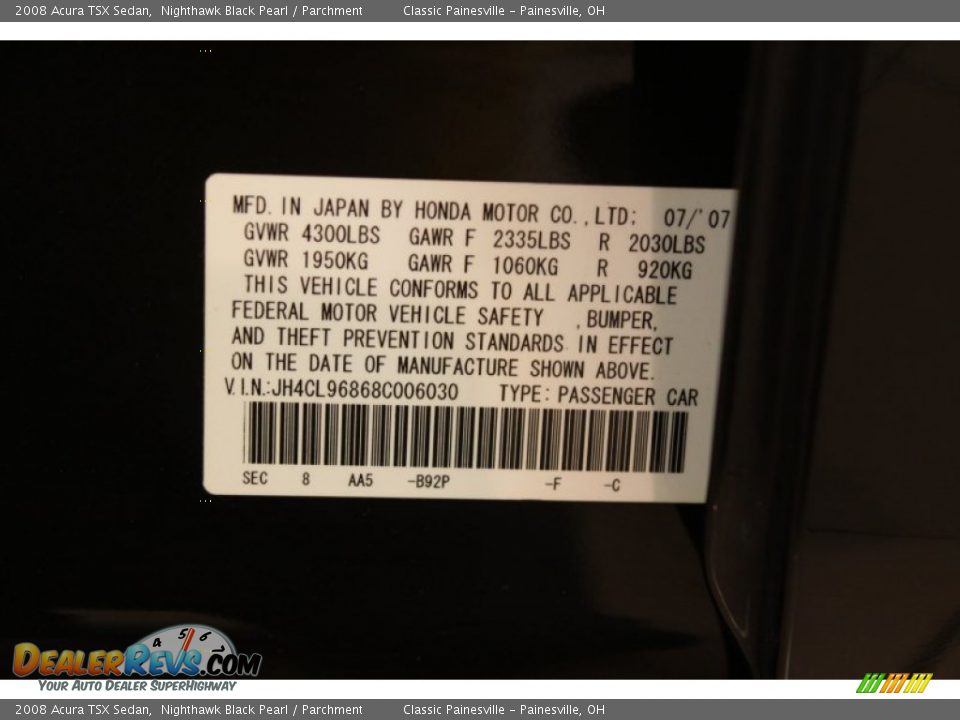 2008 Acura TSX Sedan, Nighthawk Black Pearl / Parchment Classic Painesville - Painesville, OH
MFD. IN JAPAN BY HONDA MOTOR CO., LTD; 07/'07
GVWR 4300LBS GAWR F 2335LBS R 2030LBS
GVWR 1950KG GAWR F 1060KG R 920KG
THIS VEHICLE CONFORMS TO ALL APPLICABLE
FEDERAL MOTOR VEHICLE SAFETY , BUMPER,
AND THEFT PREVENTION STANDARDS IN EFFECT
ON THE DATE OF MANUFACTURE SHOWN ABOVE.
V.I.N.:JH4CL96868C006030 TYPE: PASSENGER CAR
SEC 8 AA5 -B92P -F -C
4 5 6
DEALERREVS.COM
YOUR AUTO DEALER SUPERHIGHWAY
2008 Acura TSX Sedan, Nighthawk Black Pearl / Parchment Classic Painesville - Painesville, OH